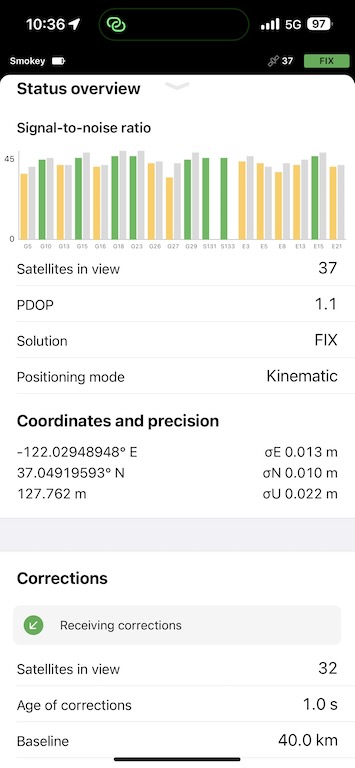 10:36 5G 97
Smokey 37 FIX
Status overview
Signal-to-noise ratio
45
0
G5 G10 G13 G15 G16 G18 G23 G26 G27 G29 S131 S133 E3 E5 E8 E13 E15 E21
Satellites in view 37
PDOP 1.1
Solution FIX
Positioning mode Kinematic
Coordinates and precision
-122.02948948° E σE 0.013 m
37.04919593° N σN 0.010 m
127.762 m σU 0.022 m
Corrections
Receiving corrections
Satellites in view 32
Age of corrections 1.0 s
Baseline 40.0 km